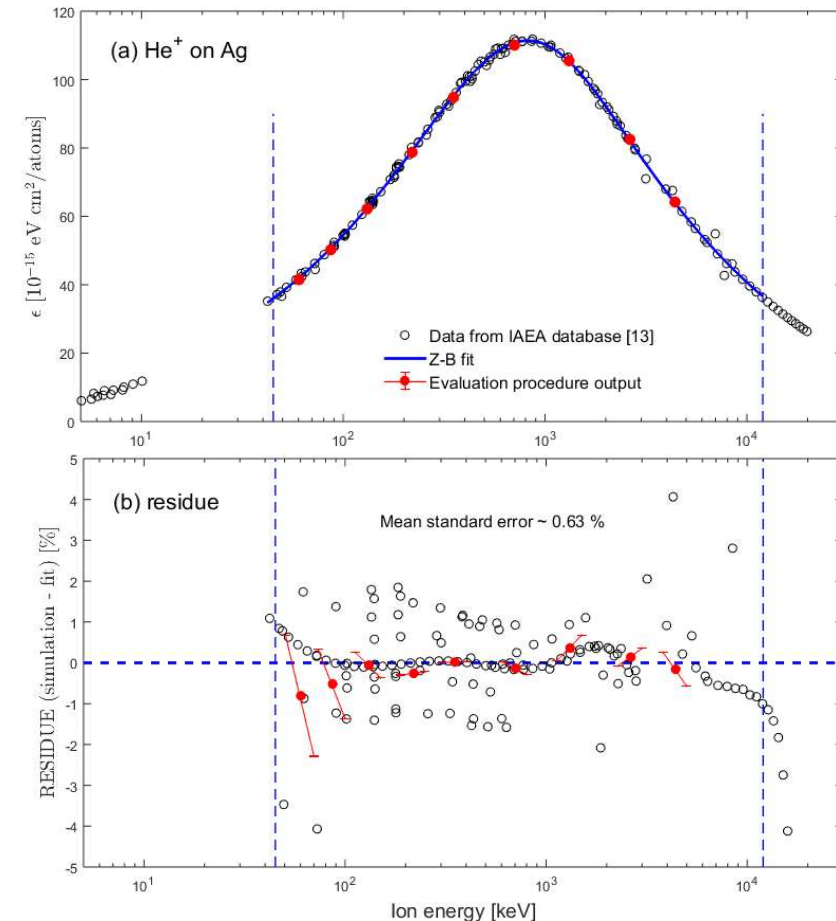 120
100
80
60
40
20
0
ϵ [10⁻¹⁵ eV cm²/atoms]
(a) He⁺ on Ag
Data from IAEA database [13]
Z-B fit
Evaluation procedure output
10¹ 10² 10³ 10⁴
5
4
3
2
1
0
-1
-2
-3
-4
-5
RESIDUE (simulation - fit) [%]
(b) residue
Mean standard error ~ 0.63 %
10¹ 10² 10³ 10⁴
Ion energy [keV]